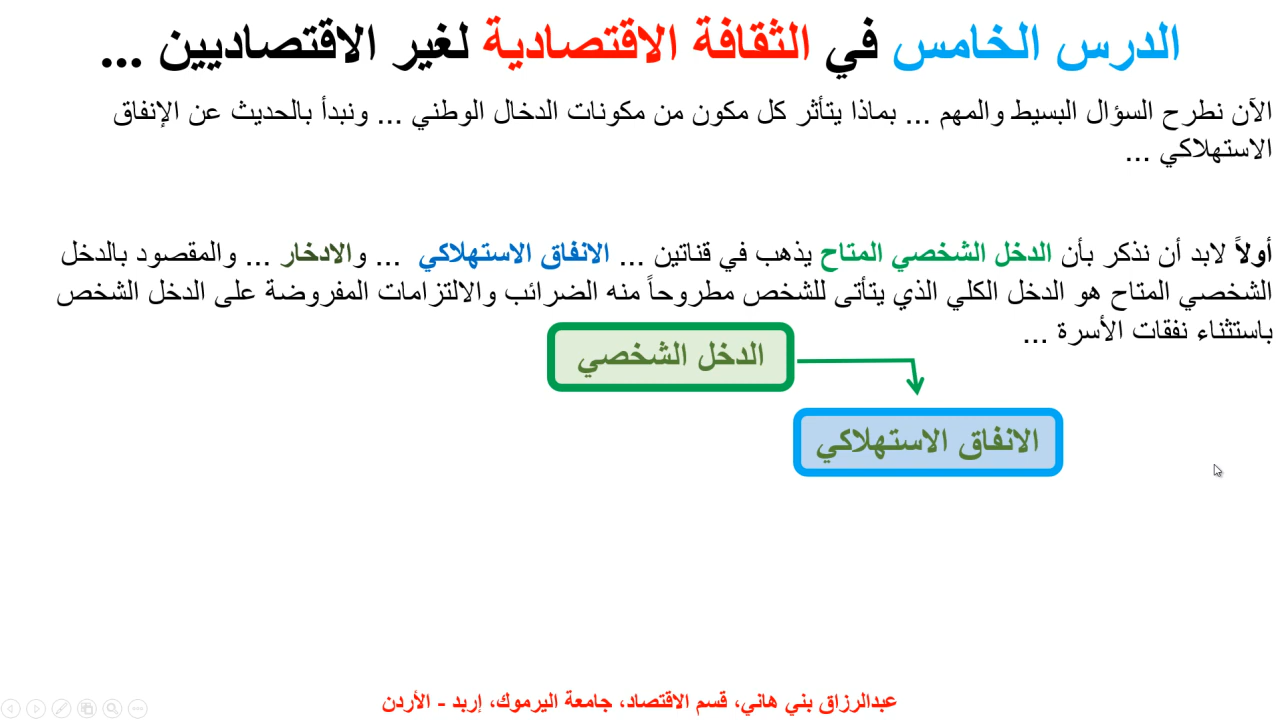 الدرس الخامس في الثقافة الاقتصادية لغير الاقتصاديين ...
الآن نطرح السؤال البسيط والمهم ... بماذا يتأثر كل مكون من مكونات الدخال الوطني ... ونبدأ بالحديث عن الإنفاق
الاستهلاكي ...
أولاً لابد أن نذكر بأن الدخل الشخصي المتاح يذهب في قناتين ... الانفاق الاستهلاكي ... والادخار ... والمقصود بالدخل
الشخصي المتاح هو الدخل الكلي الذي يتأتى للشخص مطروحاً منه الضرائب والالتزامات المفروضة على الدخل الشخص
باستثناء نفقات الأسرة ...
الدخل الشخصي
الانفاق الاستهلاكي
عبدالرزاق بني هاني، قسم الاقتصاد، جامعة اليرموك، إربد - الأردن